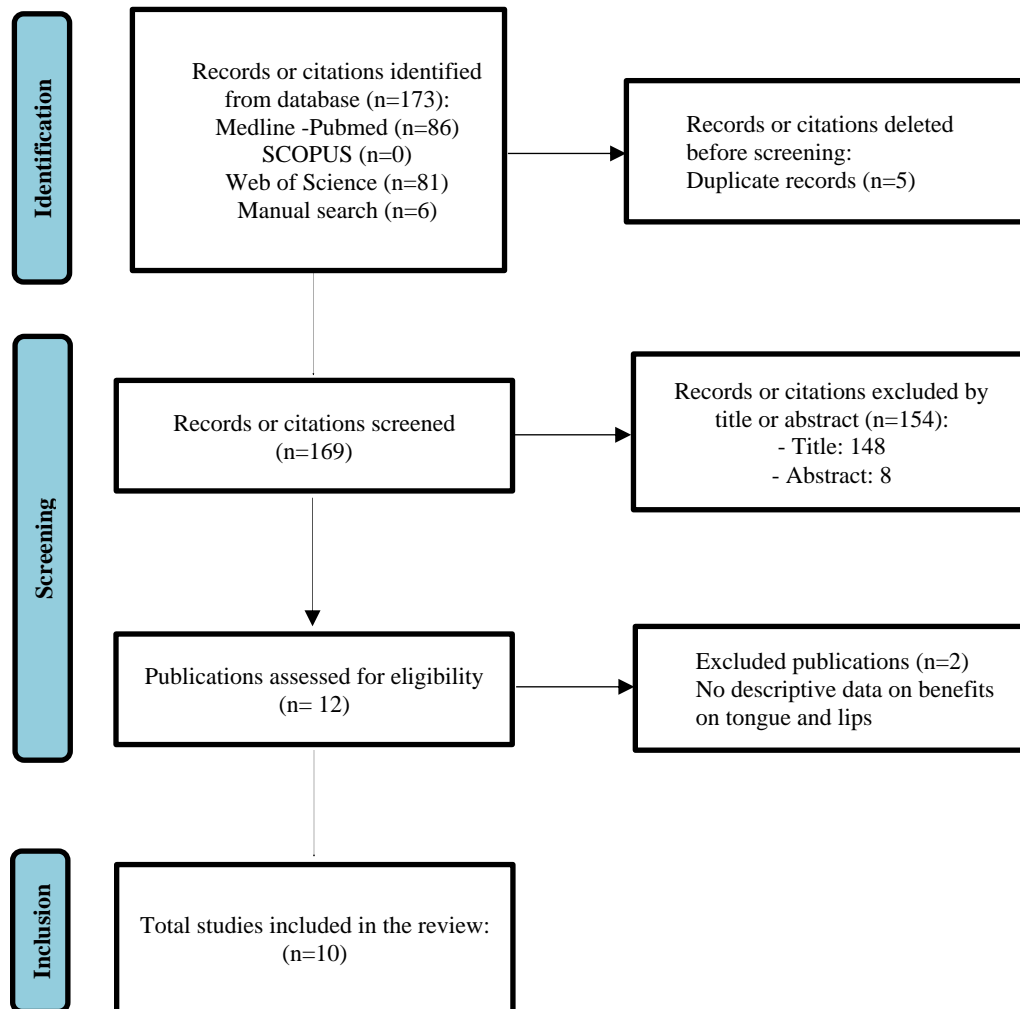 Identification
Records or citations identified
from database (n=173):
Medline -Pubmed (n=86)
SCOPUS (n=0)
Web of Science (n=81)
Manual search (n=6)
Records or citations deleted
before screening:
Duplicate records (n=5)
Screening
Records or citations screened
(n=169)
Records or citations excluded by
title or abstract (n=154):
- Title: 148
- Abstract: 8
Publications assessed for eligibility
(n= 12)
Excluded publications (n=2)
No descriptive data on benefits
on tongue and lips
Inclusion
Total studies included in the review:
(n=10)